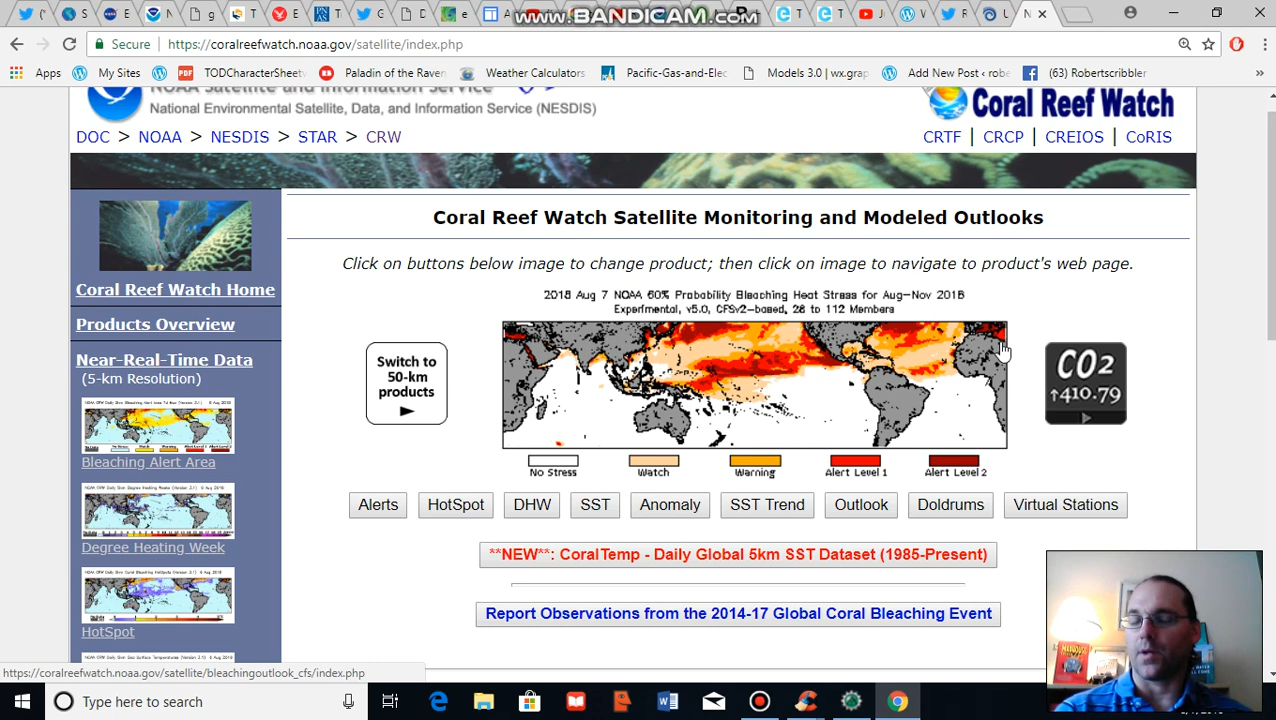 www.BANDICAM.com
Secure https://coralreefwatch.noaa.gov/satellite/index.php
Apps My Sites TODCharacterSheet Paladin of the Raven Weather Calculators Pacific-Gas-and-Elec Models 3.0 | wx.grap Add New Post ‹ robe (63) Robertscribbler »
NOAA Satellite and Information Service
National Environmental Satellite, Data, and Information Service (NESDIS)
Coral Reef Watch
DOC > NOAA > NESDIS > STAR > CRW
CRTF | CRCP | CREIOS | CoRIS
Coral Reef Watch Satellite Monitoring and Modeled Outlooks
Click on buttons below image to change product; then click on image to navigate to product's web page.
Coral Reef Watch Home
Products Overview
Near-Real-Time Data
(5-km Resolution)
Bleaching Alert Area
Degree Heating Week
HotSpot
2018 Aug 7 NOAA 60% Probability Bleaching Heat Stress for Aug-Nov 2018
Experimental, v5.0, CFSv2-based, 28 to 112 Members
Switch to
50-km
products
CO2
↑410.79
No Stress Watch Warning Alert Level 1 Alert Level 2
Alerts HotSpot DHW SST Anomaly SST Trend Outlook Doldrums Virtual Stations
**NEW**: CoralTemp - Daily Global 5km SST Dataset (1985-Present)
Report Observations from the 2014-17 Global Coral Bleaching Event
https://coralreefwatch.noaa.gov/satellite/bleachingoutlook_cfs/index.php
Type here to search